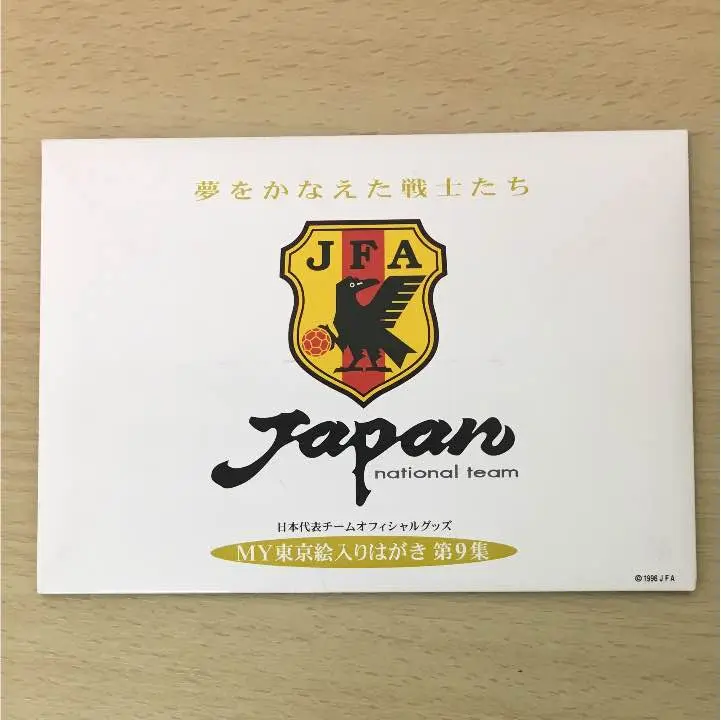 夢をかなえた戦士たち
JFA
Japan
national team
日本代表チームオフィシャルグッズ
MY東京絵入りはがき 第9集
©1996 JFA